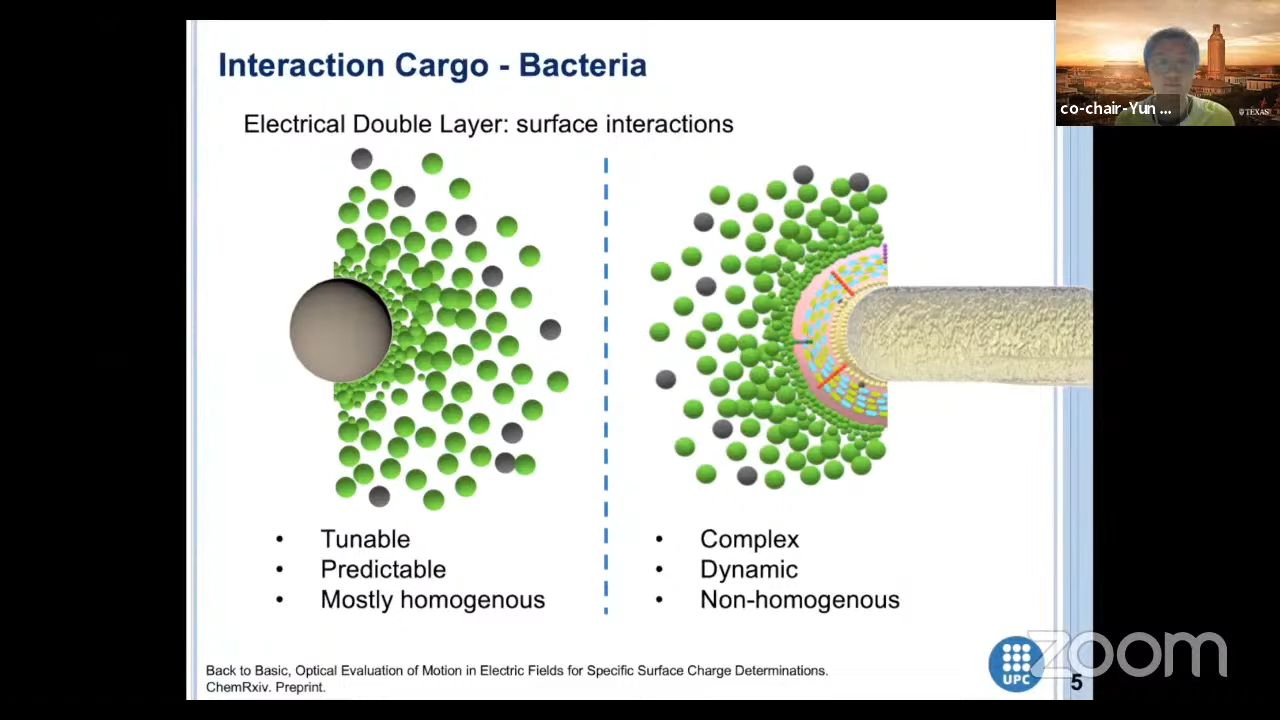 Interaction Cargo - Bacteria
co-chair-Yun ...
TEXAS
Electrical Double Layer: surface interactions
• Tunable
• Predictable
• Mostly homogenous
• Complex
• Dynamic
• Non-homogenous
Back to Basic, Optical Evaluation of Motion in Electric Fields for Specific Surface Charge Determinations.
ChemRxiv. Preprint.
UPC
zoom
5